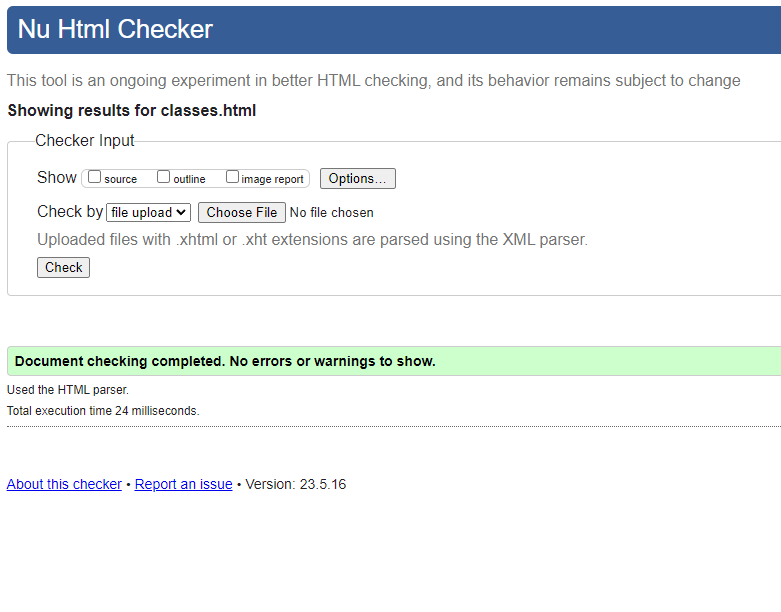 Nu Html Checker
This tool is an ongoing experiment in better HTML checking, and its behavior remains subject to change
Showing results for classes.html
Checker Input
Show source outline image report Options...
Check by file upload Choose File No file chosen
Uploaded files with .xhtml or .xht extensions are parsed using the XML parser.
Check
Document checking completed. No errors or warnings to show.
Used the HTML parser.
Total execution time 24 milliseconds.
About this checker • Report an issue • Version: 23.5.16